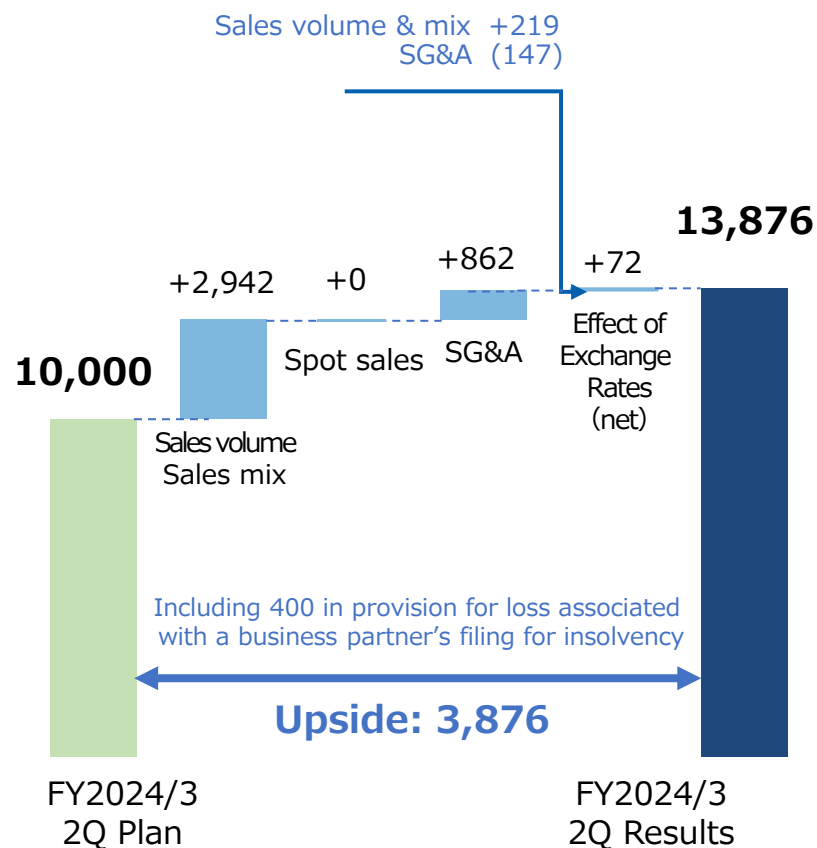 Sales volume & mix +219
SG&A (147)
13,876
+862
+72
+2,942
+0
Effect of
Exchange
Rates
(net)
SG&A
Spot sales
10,000
Sales volume
Sales mix
Including 400 in provision for loss associated
with a business partner’s filing for insolvency
Upside: 3,876
FY2024/3
2Q Plan
FY2024/3
2Q Results